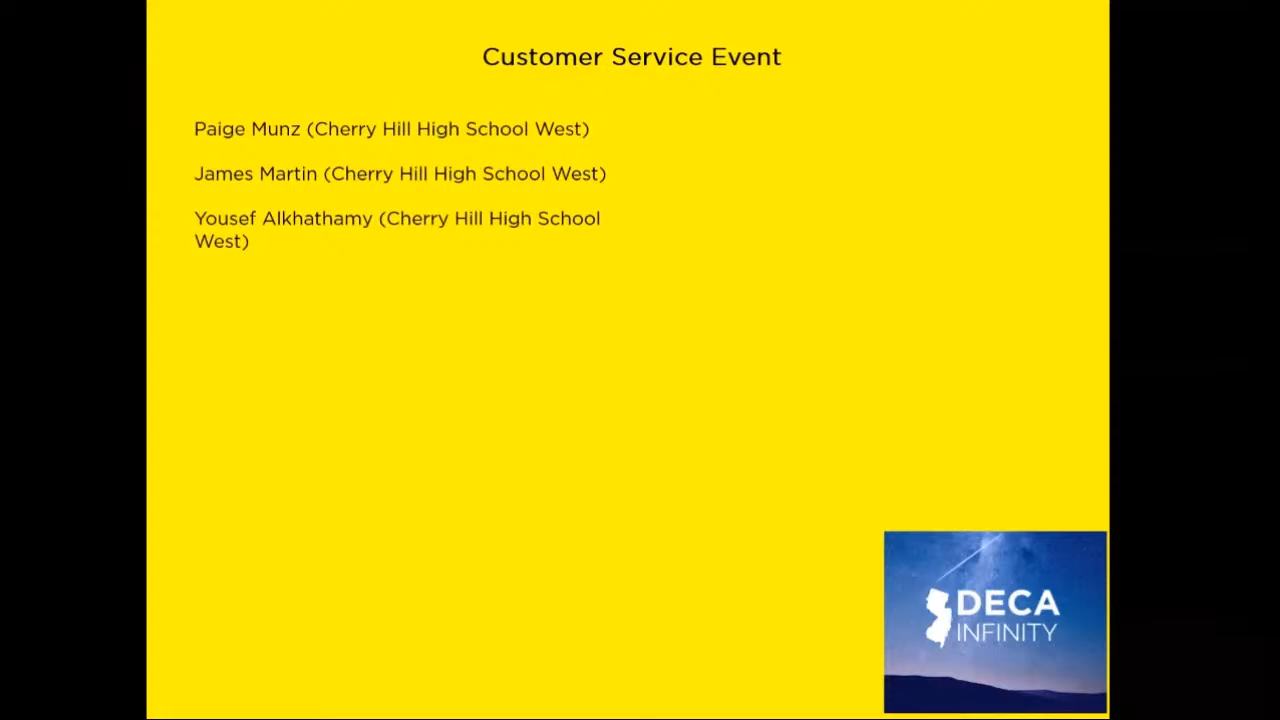 Customer Service Event
Paige Munz (Cherry Hill High School West)
James Martin (Cherry Hill High School West)
Yousef Alkhathamy (Cherry Hill High School
West)
DECA
INFINITY